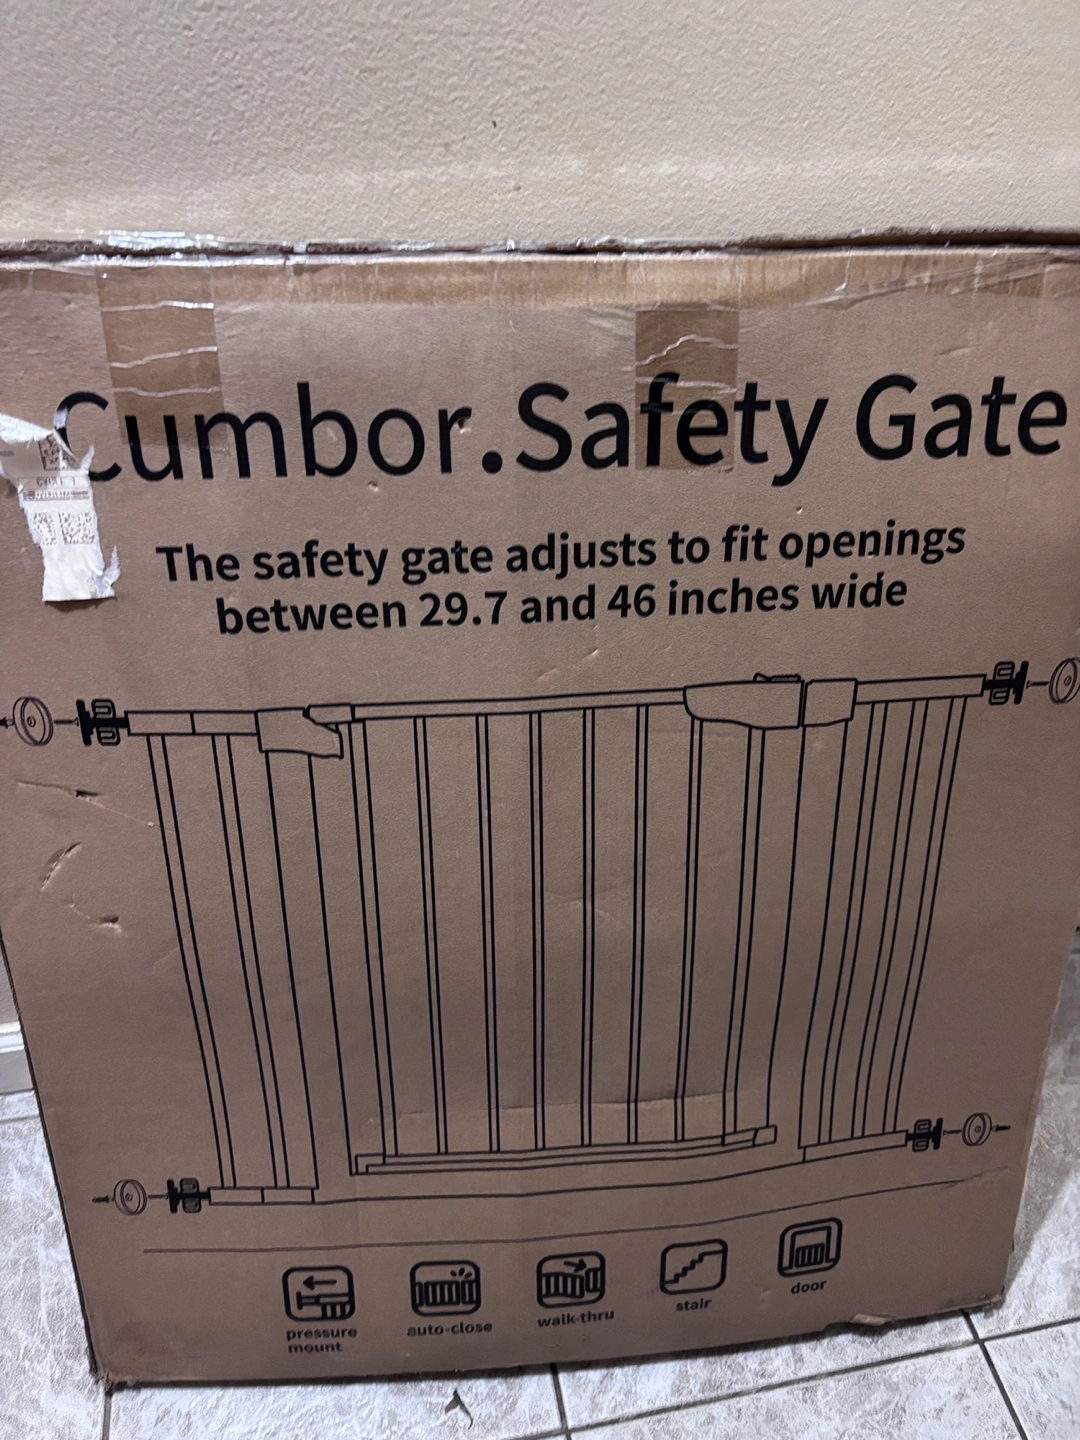 Cumbor.Safety Gate
The safety gate adjusts to fit openings
between 29.7 and 46 inches wide
pressure
mount
auto-close
walk-thru
stair
door